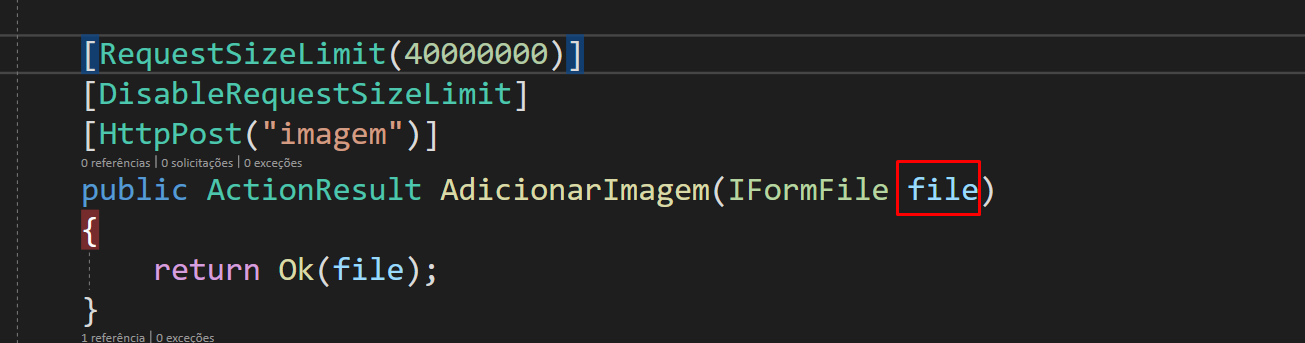 [RequestSizeLimit(40000000)]
[DisableRequestSizeLimit]
[HttpPost("imagem")]
0 referências | 0 solicitações | 0 exceções
public ActionResult AdicionarImagem(IFormFile file)
{
return Ok(file);
}
1 referência | 0 exceções